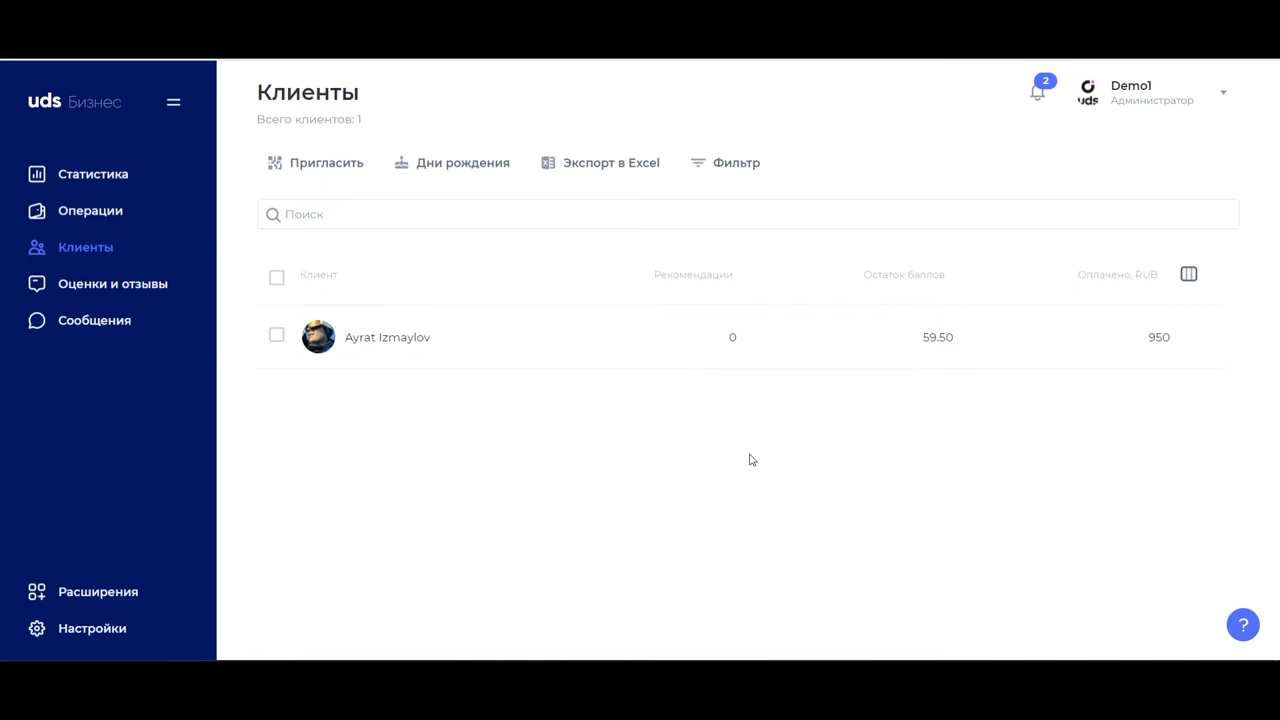 uds Бизнес
Статистика
Операции
Клиенты
Оценки и отзывы
Сообщения
Расширения
Настройки
Клиенты
Всего клиентов: 1
2
uds
Demo1
Администратор
Пригласить
Дни рождения
Экспорт в Excel
Фильтр
Поиск
Клиент Рекомендации Остаток баллов Оплачено, RUB
Ayrat Izmaylov 0 59.50 950
?